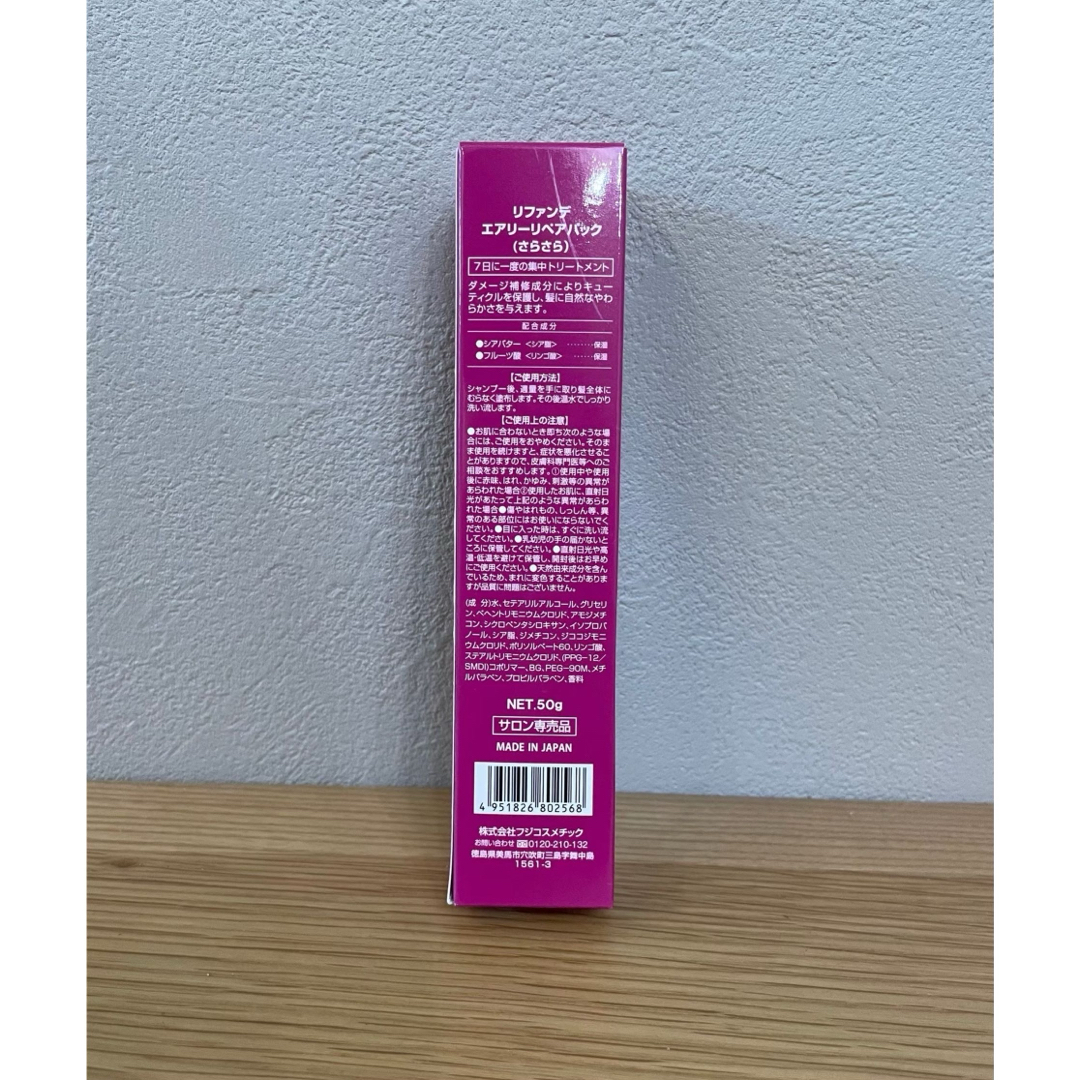 リファンデ
エアリーリペアパック
(さらさら)
7日に一度の集中トリートメント
ダメージ補修成分によりキュー
ティクルを保護し、髪に自然なやわ
らかさを与えます。
配合成分
●シアバター <シア脂> ········保湿
●フルーツ酸 <リンゴ酸> ······保湿
【ご使用方法】
シャンプー後、適量を手に取り髪全体に
むらなく塗布します。その後温水でしっかり
洗い流します。
【ご使用上の注意】
●お肌に合わないとき即ち次のような場
合には、ご使用をおやめください。そのま
ま使用を続けますと、症状を悪化させるこ
とがありますので、皮膚科専門医等へのご
相談をおすすめします。①使用中や使用
後に赤味、はれ、かゆみ、刺激等の異常が
あらわれた場合②使用したお肌に、直射日
光があたって上記のような異常があらわ
れた場合●傷やはれもの、しっしん等、異
常のある部位にはお使いにならないでく
ださい。●目に入った時は、すぐに洗い流
してください。●乳幼児の手の届かないと
ころに保管してください。●直射日光や高
温・低温を避けて保管し、開封後はお早め
にご使用ください。●天然由来成分を含ん
でいるため、まれに変色することがありま
すが品質に問題はございません。
(成 分)水、セテアリルアルコール、グリセリ
ン、ベヘントリモニウムクロリド、アモジメチ
コン、シクロペンタシロキサン、イソプロパ
ノール、シア脂、ジメチコン、ジココジモニ
ウムクロリド、ポリソルベート60、リンゴ酸、
ステアルトリモニウムクロリド、(PPG-12/
SMDI)コポリマー、BG、PEG-90M、メチ
ルパラベン、プロピルパラベン、香料
NET.50g
サロン専売品
MADE IN JAPAN
4 951826 802568
株式会社フジコスメチック
お問い合わせ 0120-210-132
徳島県美馬市穴吹町三島字舞中島
1561-3